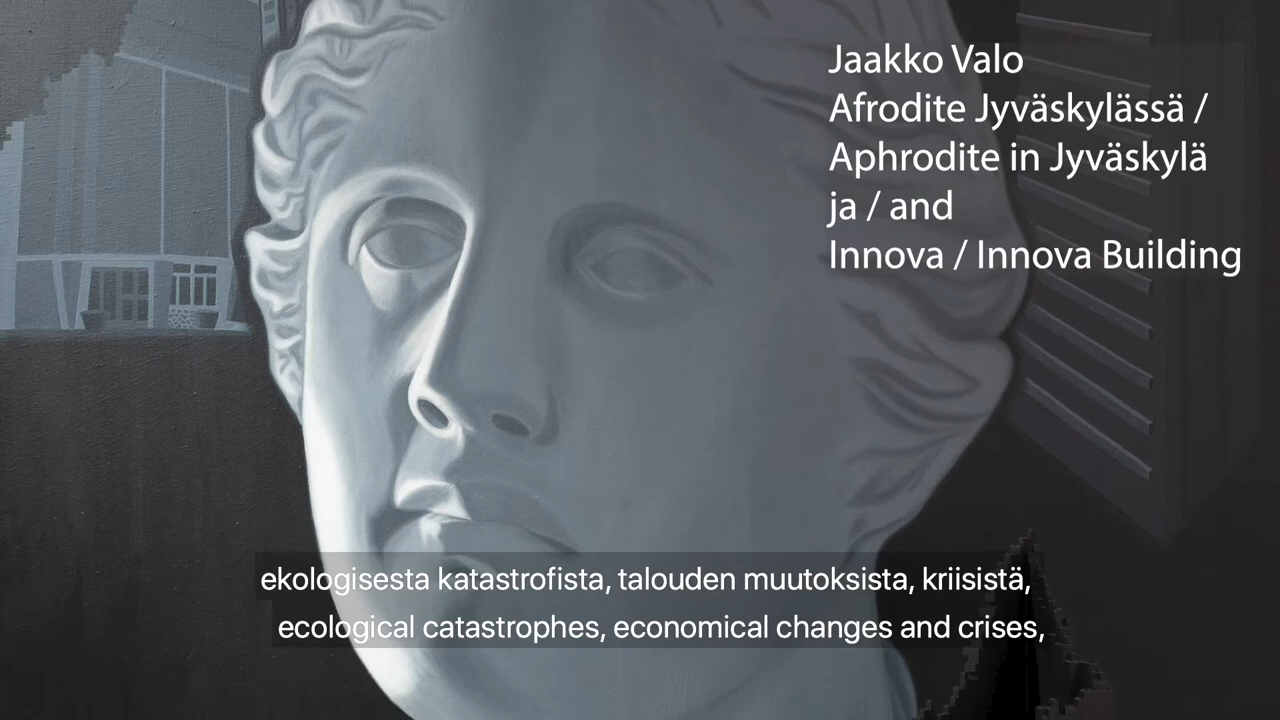 Jaakko Valo
Afrodite Jyväskylässä /
Aphrodite in Jyväskylä
ja / and
Innova / Innova Building
ekologisesta katastrofista, talouden muutoksista, kriisistä,
ecological catastrophes, economical changes and crises,